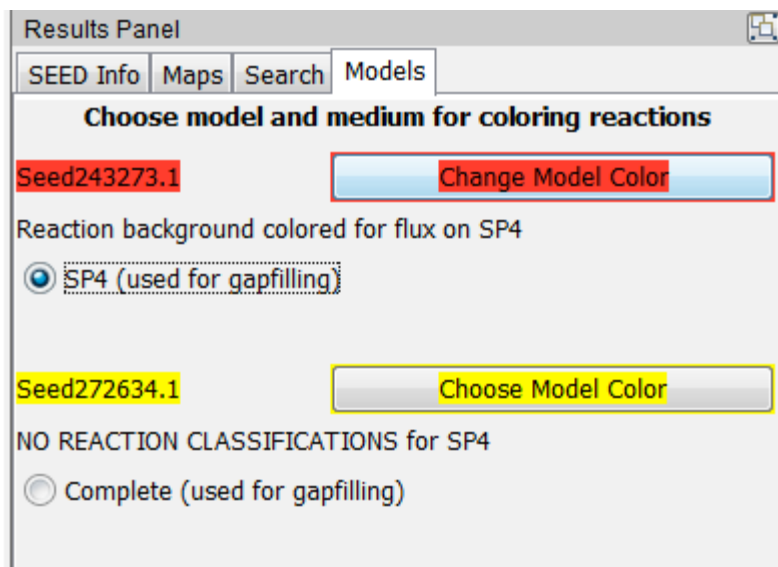 Results Panel
SEED Info Maps Search Models
Choose model and medium for coloring reactions
Seed243273.1 Change Model Color
Reaction background colored for flux on SP4
SP4 (used for gapfilling)
Seed272634.1 Choose Model Color
NO REACTION CLASSIFICATIONS for SP4
Complete (used for gapfilling)